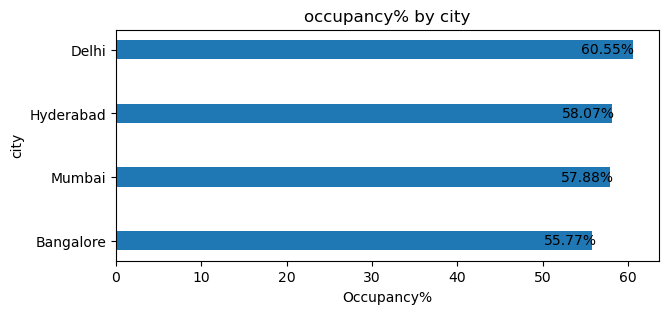 occupancy% by city
city
Delhi
60.55%
Hyderabad
58.07%
Mumbai
57.88%
Bangalore
55.77%
0 10 20 30 40 50 60
Occupancy%